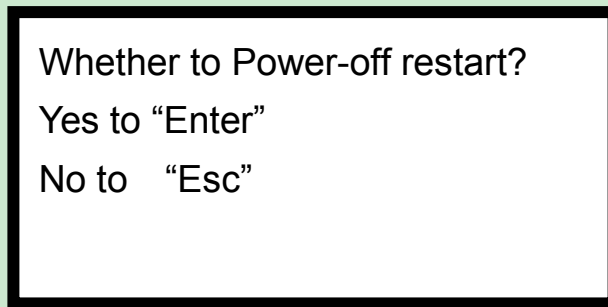 Whether to Power-off restart?
Yes to “Enter”
No to “Esc”